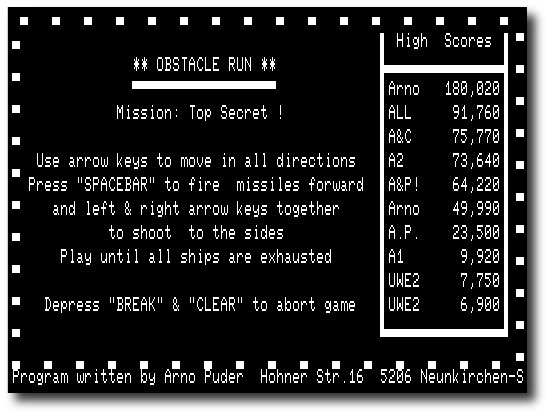 ** OBSTACLE RUN **
Mission: Top Secret !
Use arrow keys to move in all directions
Press "SPACEBAR" to fire missiles forward
and left & right arrow keys together
to shoot to the sides
Play until all ships are exhausted
Depress "BREAK" & "CLEAR" to abort game
High Scores
Arno 180,020
ALL 91,760
A&C 75,770
A2 73,640
A&P! 64,220
Arno 49,990
A.P. 23,500
A1 9,920
UWE2 7,750
UWE2 6,900
Program written by Arno Puder Hohner Str.16 5206 Neunkirchen-S